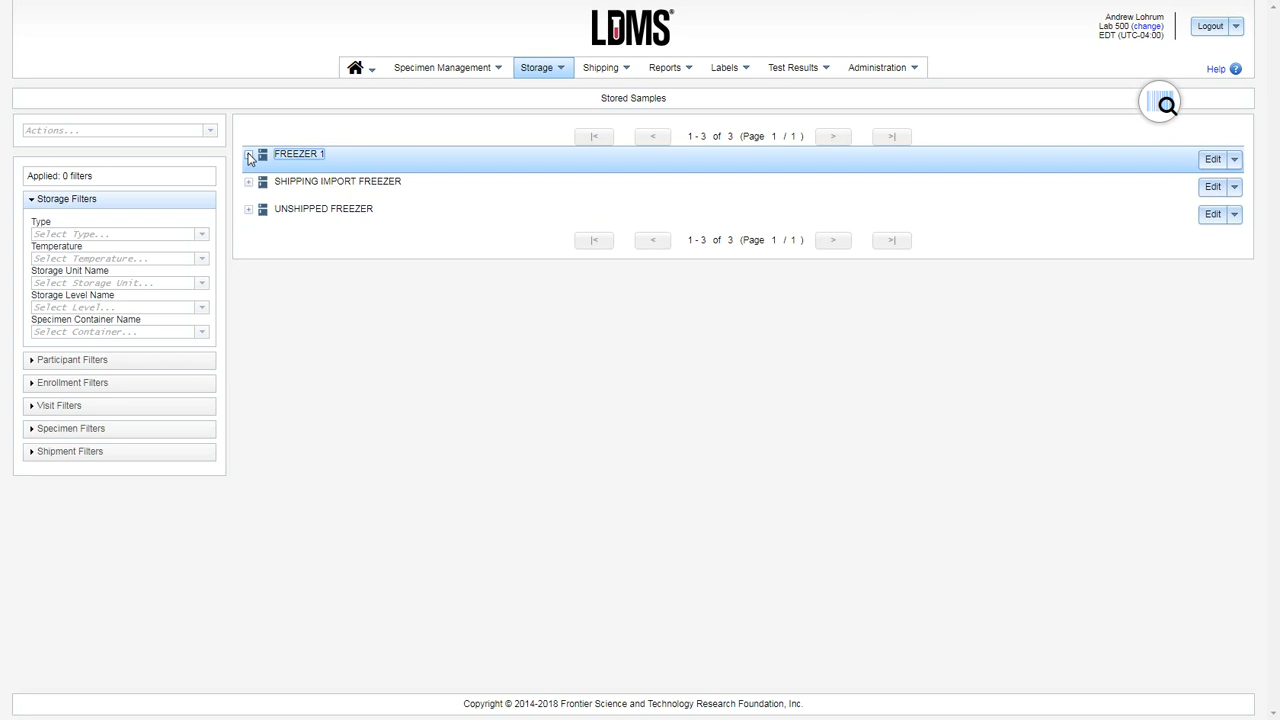 LDMS®
Andrew Lohrum
Lab 500 (change)
EDT (UTC-04:00)
Logout
Specimen Management
Storage
Shipping
Reports
Labels
Test Results
Administration
Help ?
Stored Samples
Actions...
Applied: 0 filters
Storage Filters
Type
Select Type...
Temperature
Select Temperature...
Storage Unit Name
Select Storage Unit...
Storage Level Name
Select Level...
Specimen Container Name
Select Container...
Participant Filters
Enrollment Filters
Visit Filters
Specimen Filters
Shipment Filters
|< < 1 - 3 of 3 (Page 1 / 1 ) > >|
FREEZER 1 Edit
SHIPPING IMPORT FREEZER Edit
UNSHIPPED FREEZER Edit
|< < 1 - 3 of 3 (Page 1 / 1 ) > >|
Copyright © 2014-2018 Frontier Science and Technology Research Foundation, Inc.